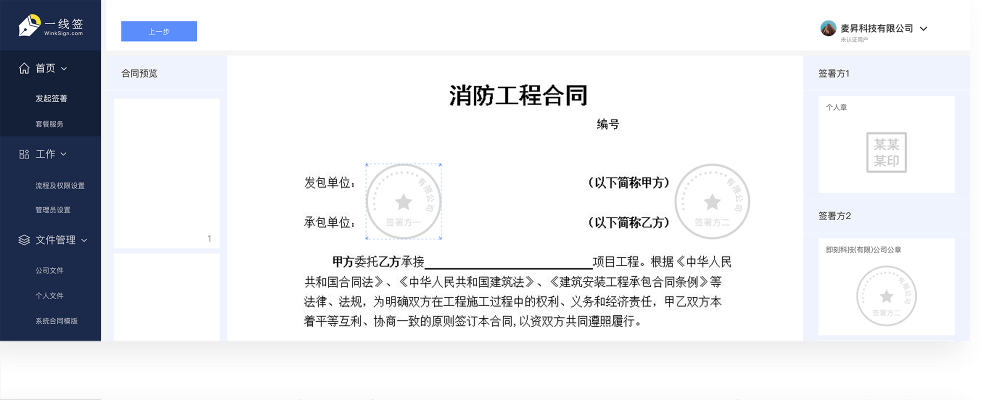 一线签
WinkSign.com
首页
发起签署
套餐服务
工作
流程及权限设置
管理员设置
文件管理
公司文件
个人文件
系统合同模版
上一步
麦昇科技有限公司
未认证用户
合同预览
1
消防工程合同
编号
发包单位：
有限公司
签署方一
（以下简称甲方）
有限公司
签署方二
承包单位：
（以下简称乙方）
甲方委托乙方承接 项目工程。根据《中华人民
共和国合同法》、《中华人民共和国建筑法》、《建筑安装工程承包合同条例》等
法律、法规，为明确双方在工程施工过程中的权利、义务和经济责任，甲乙双方本
着平等互利、协商一致的原则签订本合同,以资双方共同遵照履行。
签署方1
个人章
某某
某印
签署方2
即刻科技(有限)公司公章
有限公司
签署方二